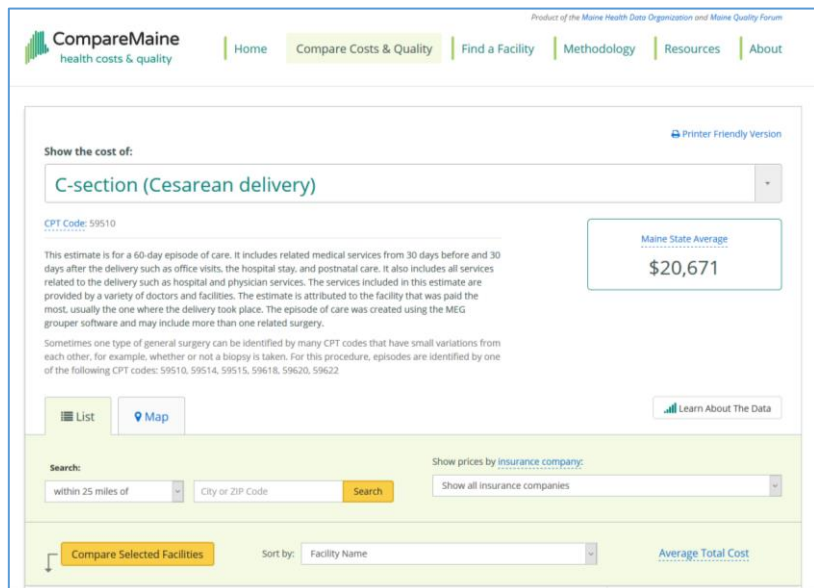 Product of the Maine Health Data Organization and Maine Quality Forum
CompareMaine
health costs & quality
Home
Compare Costs & Quality
Find a Facility
Methodology
Resources
About
Printer Friendly Version
Show the cost of:
C-section (Cesarean delivery)
CPT Code: 59510
Maine State Average
$20,671
This estimate is for a 60-day episode of care. It includes related medical services from 30 days before and 30
days after the delivery such as office visits, the hospital stay, and postnatal care. It also includes all services
related to the delivery such as hospital and physician services. The services included in this estimate are
provided by a variety of doctors and facilities. The estimate is attributed to the facility that was paid the
most, usually the one where the delivery took place. The episode of care was created using the MEG
grouper software and may include more than one related surgery.
Sometimes one type of general surgery can be identified by many CPT codes that have small variations from
each other, for example, whether or not a biopsy is taken. For this procedure, episodes are identified by one
of the following CPT codes: 59510, 59514, 59515, 59618, 59620, 59622
List
Map
Learn About The Data
Search:
within 25 miles of
City or ZIP Code
Search
Show prices by insurance company:
Show all insurance companies
Compare Selected Facilities
Sort by:
Facility Name
Average Total Cost